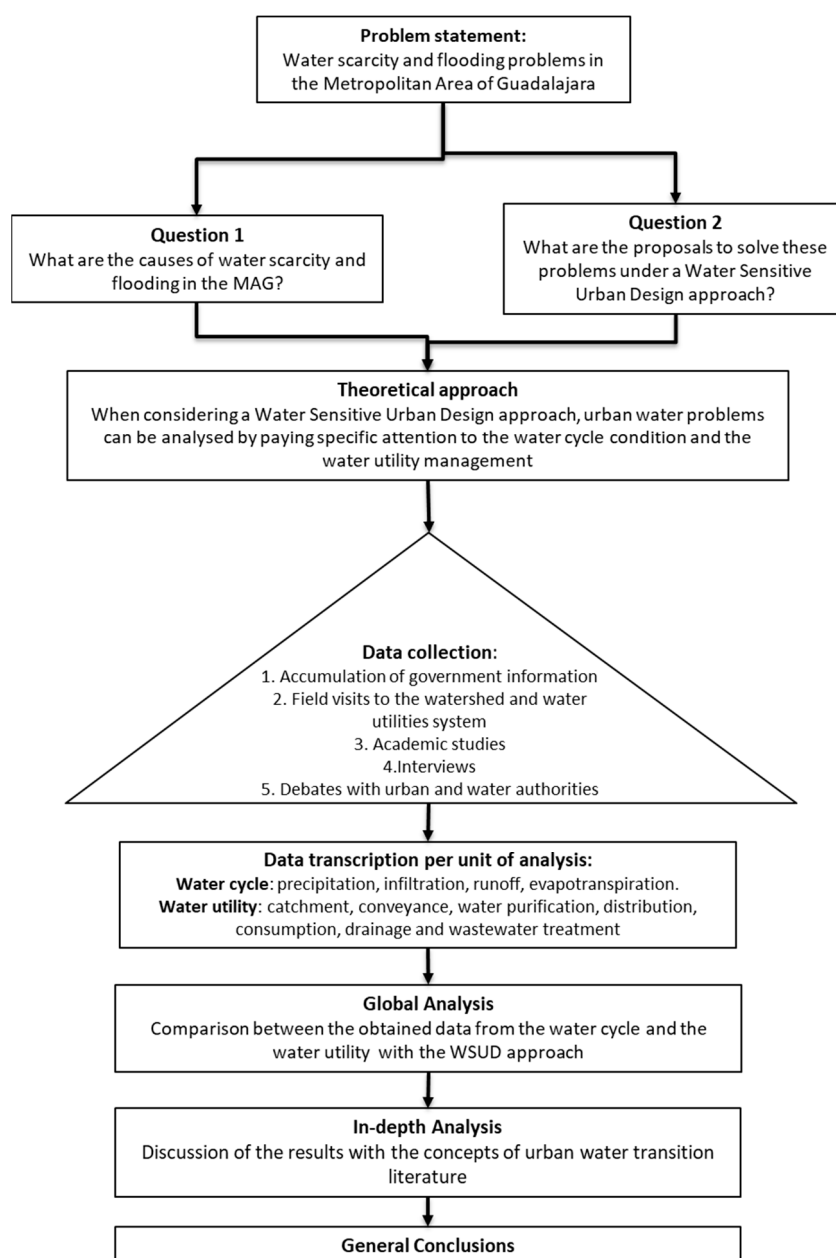 Problem statement:
Water scarcity and flooding problems in
the Metropolitan Area of Guadalajara
Question 1
What are the causes of water scarcity and
flooding in the MAG?
Question 2
What are the proposals to solve these
problems under a Water Sensitive
Urban Design approach?
Theoretical approach
When considering a Water Sensitive Urban Design approach, urban water problems
can be analysed by paying specific attention to the water cycle condition and the
water utility management
Data collection:
1. Accumulation of government information
2. Field visits to the watershed and water
utilities system
3. Academic studies
4.Interviews
5. Debates with urban and water authorities
Data transcription per unit of analysis:
Water cycle: precipitation, infiltration, runoff, evapotranspiration.
Water utility: catchment, conveyance, water purification, distribution,
consumption, drainage and wastewater treatment
Global Analysis
Comparison between the obtained data from the water cycle and the
water utility with the WSUD approach
In-depth Analysis
Discussion of the results with the concepts of urban water transition
literature
General Conclusions